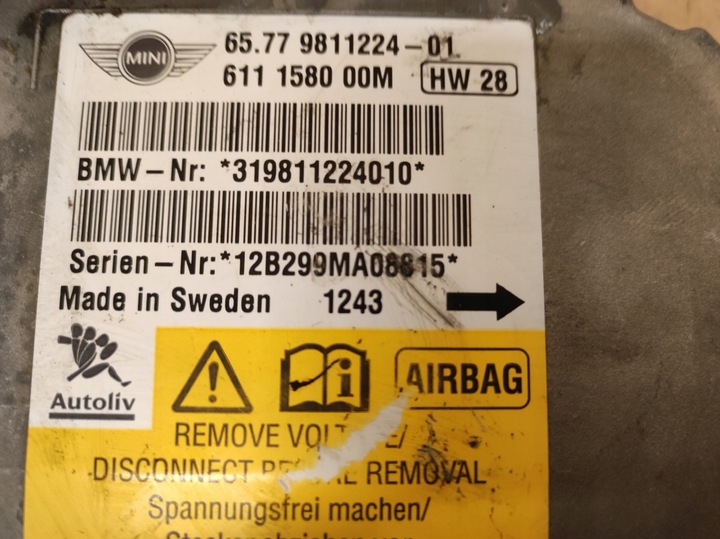 MINI
65.77 9811224-01
611 1580 00M HW 28
BMW-Nr: *319811224010*
Serien-Nr:*12B299MA08815*
Made in Sweden 1243
Autoliv
i
AIRBAG
REMOVE
DISCONNECT REMOVAL
Spannungsfrei machen/